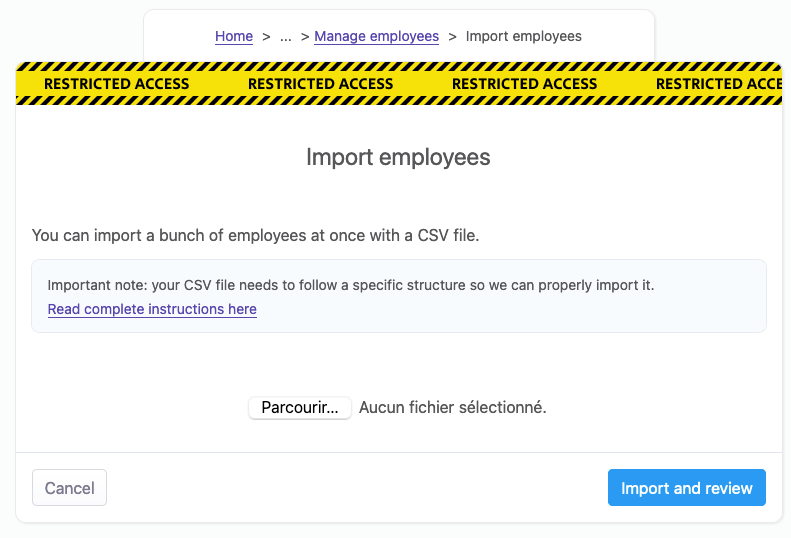 Home > ... > Manage employees > Import employees
RESTRICTED ACCESS RESTRICTED ACCESS RESTRICTED ACCESS RESTRICTED ACCE
Import employees
You can import a bunch of employees at once with a CSV file.
Important note: your CSV file needs to follow a specific structure so we can properly import it.
Read complete instructions here
Parcourir... Aucun fichier sélectionné.
Cancel Import and review